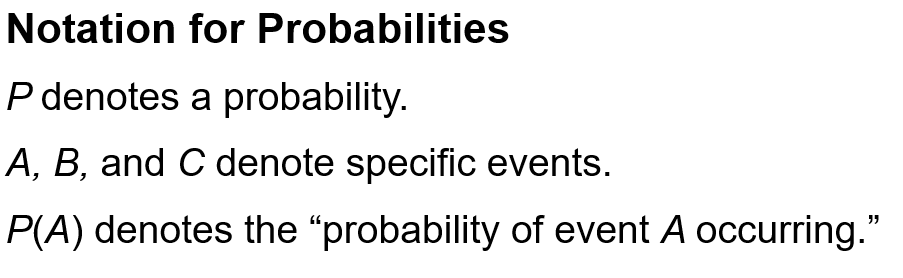 Notation for Probabilities
P denotes a probability.
A, B, and C denote specific events.
P(A) denotes the “probability of event A occurring.”